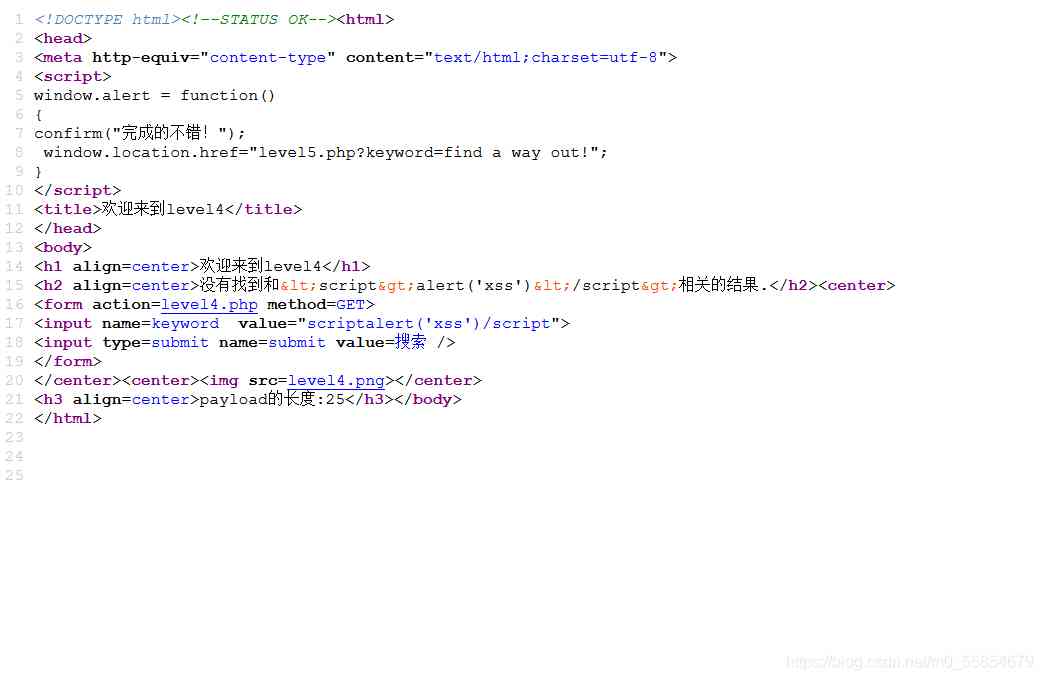 1 <!DOCTYPE html><!--STATUS OK--><html>
2 <head>
3 <meta http-equiv="content-type" content="text/html;charset=utf-8">
4 <script>
5 window.alert = function()
6 {
7 confirm("完成的不错！");
8  window.location.href="level5.php?keyword=find a way out!";
9 }
10 </script>
11 <title>欢迎来到level4</title>
12 </head>
13 <body>
14 <h1 align=center>欢迎来到level4</h1>
15 <h2 align=center>没有找到和&lt;script&gt;alert('xss')&lt;/script&gt;相关的结果.</h2><center>
16 <form action=level4.php method=GET>
17 <input name=keyword  value="scriptalert('xss')/script">
18 <input type=submit name=submit value=搜索 />
19 </form>
20 </center><center><img src=level4.png></center>
21 <h3 align=center>payload的长度:25</h3></body>
22 </html>
23
24
25
https://blog.csdn.net/m0_55854679